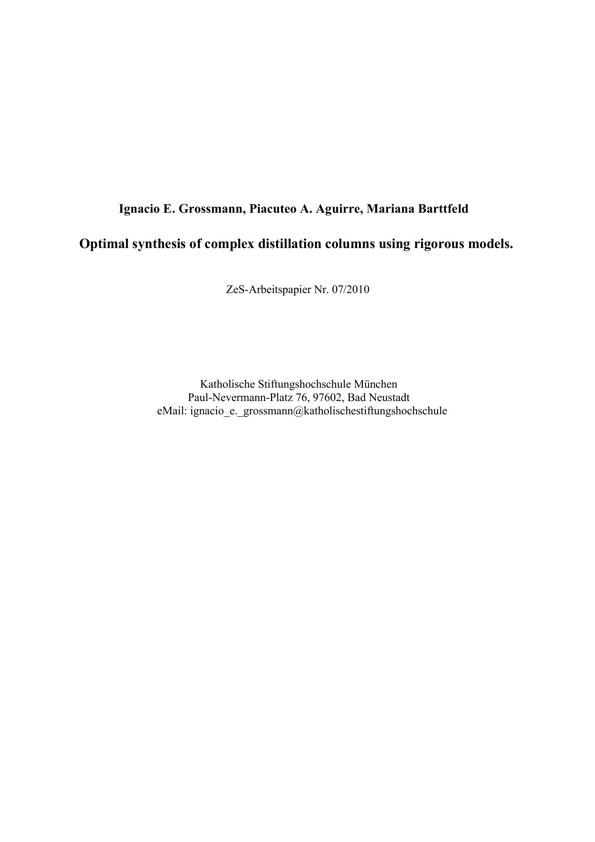 Ignacio E. Grossmann, Piacuteo A. Aguirre, Mariana Barttfeld
Optimal synthesis of complex distillation columns using rigorous models.
ZeS-Arbeitspapier Nr. 07/2010
Katholische Stiftungshochschule München
Paul-Nevermann-Platz 76, 97602, Bad Neustadt
eMail: ignacio_e._grossmann@katholischestiftungshochschule